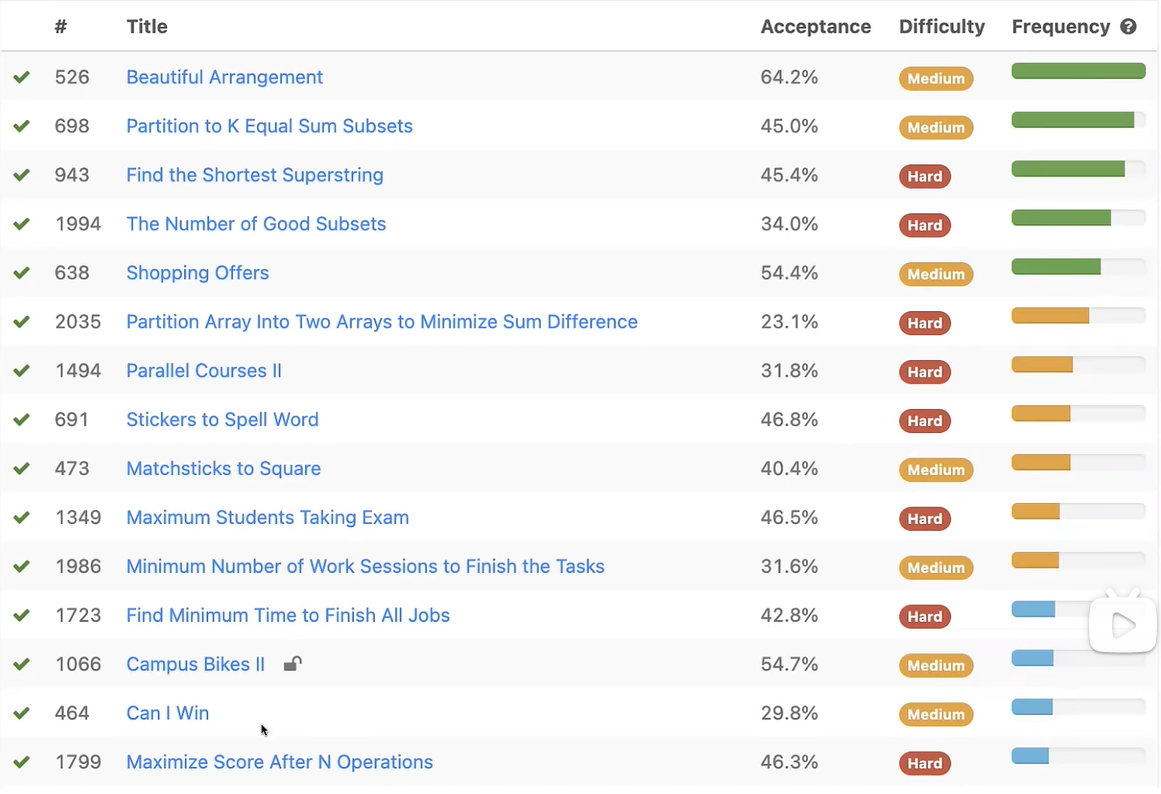 # Title Acceptance Difficulty Frequency ?
526 Beautiful Arrangement 64.2% Medium
698 Partition to K Equal Sum Subsets 45.0% Medium
943 Find the Shortest Superstring 45.4% Hard
1994 The Number of Good Subsets 34.0% Hard
638 Shopping Offers 54.4% Medium
2035 Partition Array Into Two Arrays to Minimize Sum Difference 23.1% Hard
1494 Parallel Courses II 31.8% Hard
691 Stickers to Spell Word 46.8% Hard
473 Matchsticks to Square 40.4% Medium
1349 Maximum Students Taking Exam 46.5% Hard
1986 Minimum Number of Work Sessions to Finish the Tasks 31.6% Medium
1723 Find Minimum Time to Finish All Jobs 42.8% Hard
1066 Campus Bikes II 54.7% Medium
464 Can I Win 29.8% Medium
1799 Maximize Score After N Operations 46.3% Hard